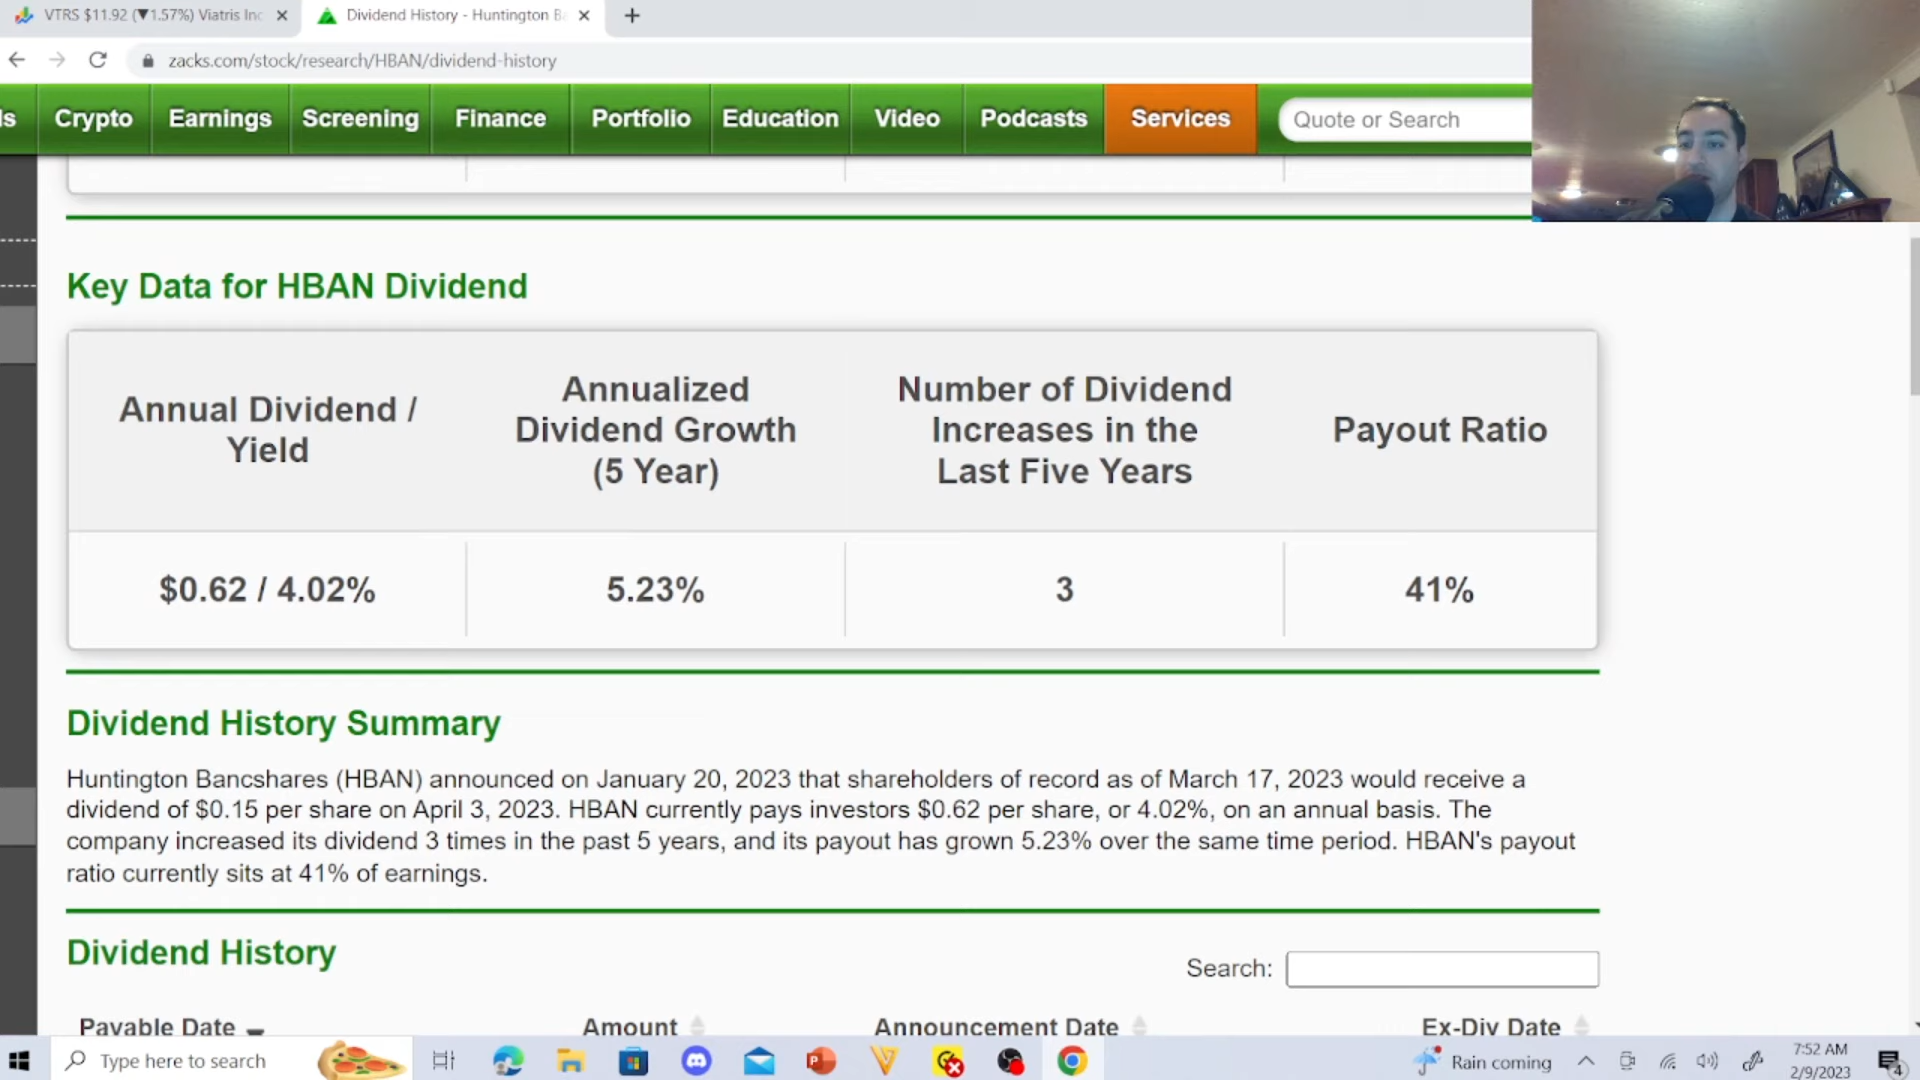 VTRS $11.92 (▼1.57%) Viatris Inc
Dividend History - Huntington B
zacks.com/stock/research/HBAN/dividend-history
ls Crypto Earnings Screening Finance Portfolio Education Video Podcasts Services Quote or Search
Key Data for HBAN Dividend
Annual Dividend /
Yield
Annualized
Dividend Growth
(5 Year)
Number of Dividend
Increases in the
Last Five Years
Payout Ratio
$0.62 / 4.02% 5.23% 3 41%
Dividend History Summary
Huntington Bancshares (HBAN) announced on January 20, 2023 that shareholders of record as of March 17, 2023 would receive a
dividend of $0.15 per share on April 3, 2023. HBAN currently pays investors $0.62 per share, or 4.02%, on an annual basis. The
company increased its dividend 3 times in the past 5 years, and its payout has grown 5.23% over the same time period. HBAN's payout
ratio currently sits at 41% of earnings.
Dividend History
Search:
Payable Date Amount Announcement Date Ex-Div Date
Type here to search
Rain coming
7:52 AM
2/9/2023
4